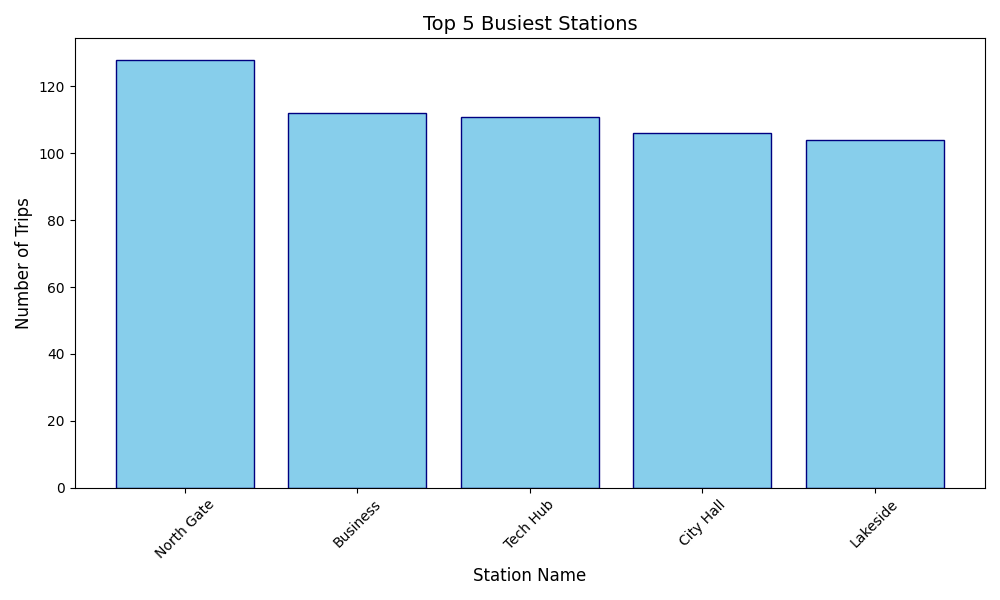 Top 5 Busiest Stations
Number of Trips
120
100
80
60
40
20
0
North Gate
Business
Tech Hub
City Hall
Lakeside
Station Name